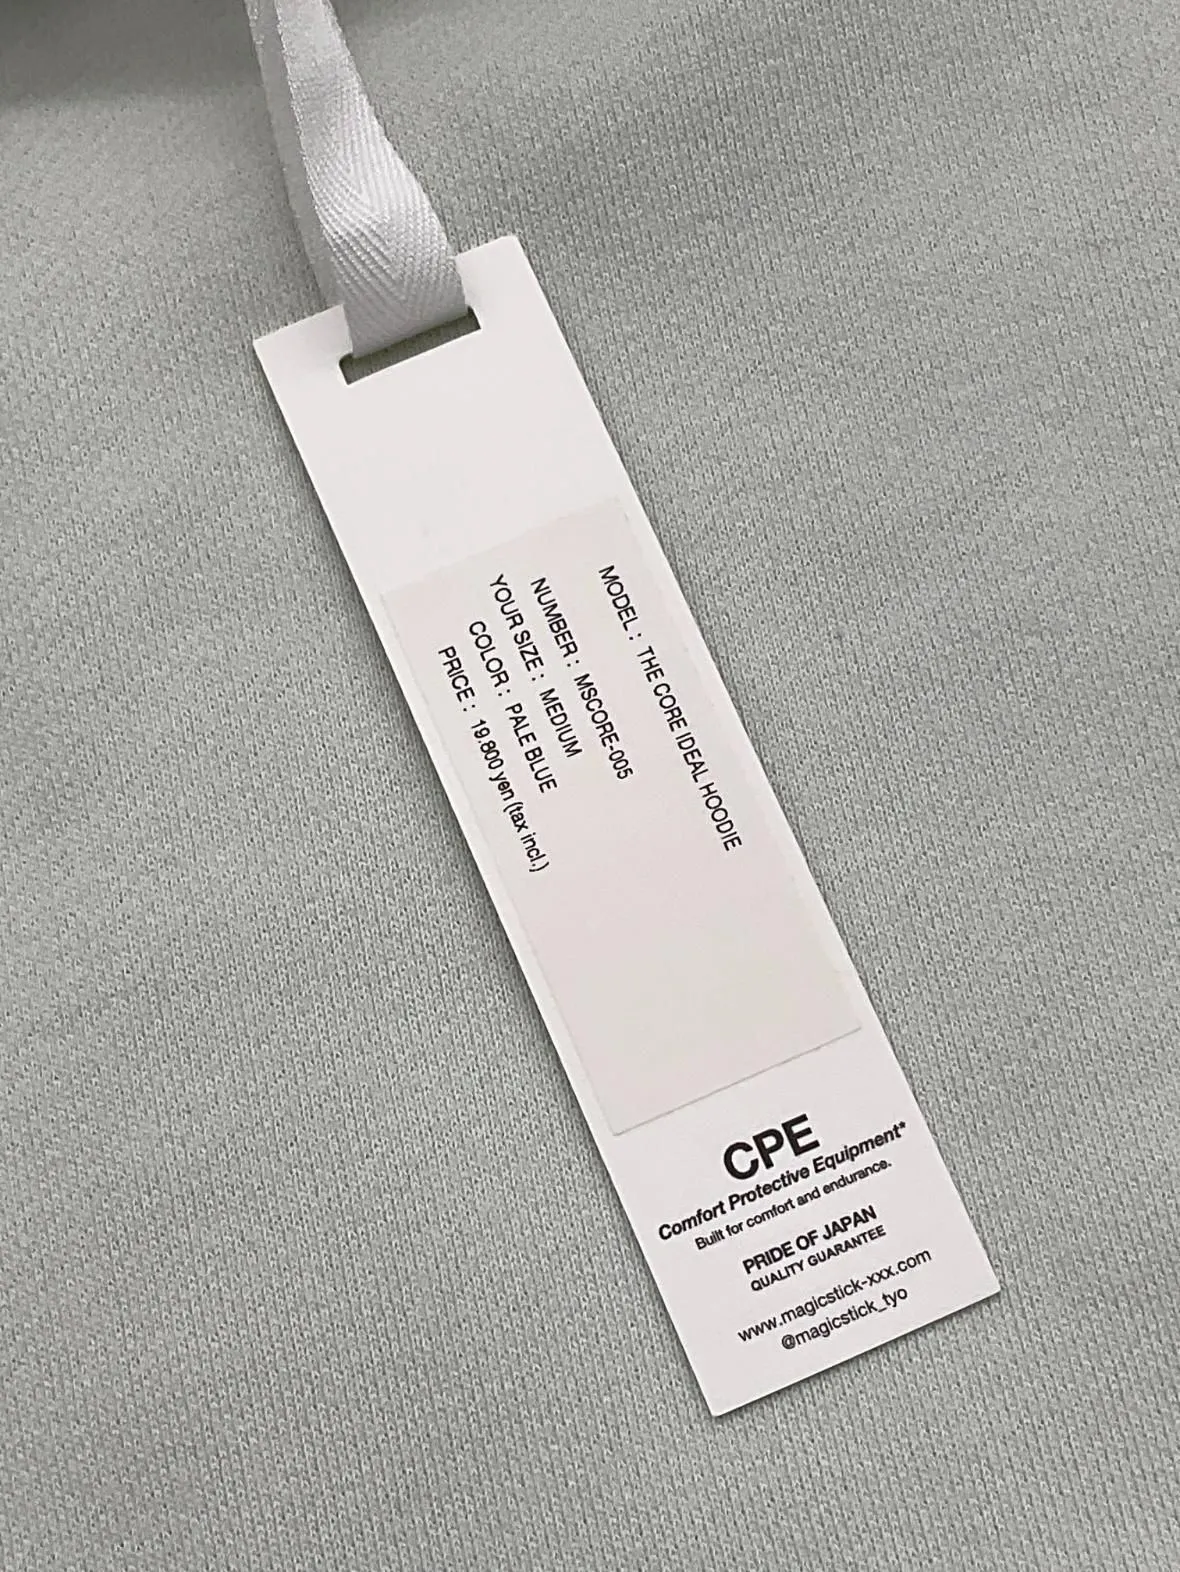 MODEL : THE CORE IDEAL HOODIE
NUMBER : MSCORE-005
YOUR SIZE : MEDIUM
COLOR : PALE BLUE
PRICE : 19.800 yen (tax incl.)
CPE
Comfort Protective Equipment*
Built for comfort and endurance.
PRIDE OF JAPAN
QUALITY GUARANTEE
www.magicstick-xxx.com
@magicstick_tyo